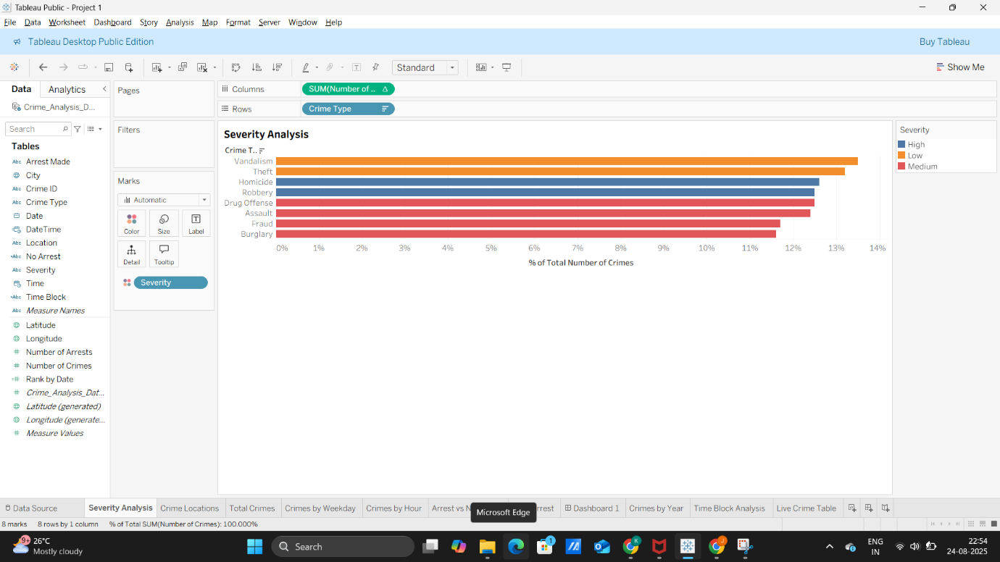 Tableau Public - Project 1
File Data Worksheet Dashboard Story Analysis Map Format Server Window Help
Tableau Desktop Public Edition
Buy Tableau
Standard
Show Me
Data Analytics
Crime_Analysis_D...
Search
Tables
Abc Arrest Made
City
Abc Crime ID
Abc Crime Type
Date
DateTime
Abc Location
Abc No Arrest
Abc Severity
Time
Abc Time Block
Abc Measure Names
Latitude
Longitude
# Number of Arrests
# Number of Crimes
=# Rank by Date
# Crime_Analysis_Dat...
Latitude (generated)
Longitude (generate...
# Measure Values
Pages
Filters
Marks
Automatic
Color Size Label
Detail Tooltip
Severity
Columns
SUM(Number of ..
Rows
Crime Type
Severity Analysis
Crime T..
Vandalism
Theft
Homicide
Robbery
Drug Offense
Assault
Fraud
Burglary
0% 1% 2% 3% 4% 5% 6% 7% 8% 9% 10% 11% 12% 13% 14%
% of Total Number of Crimes
Severity
High
Low
Medium
Data Source Severity Analysis Crime Locations Total Crimes Crimes by Weekday Crimes by Hour Arrest vs N rrest Dashboard 1 Crimes by Year Time Block Analysis Live Crime Table
Microsoft Edge
8 marks 8 rows by 1 column % of Total SUM(Number of Crimes): 100.000%
9+
26°C
Mostly cloudy
Search
1
K
J
ENG
IN
22:54
24-08-2025